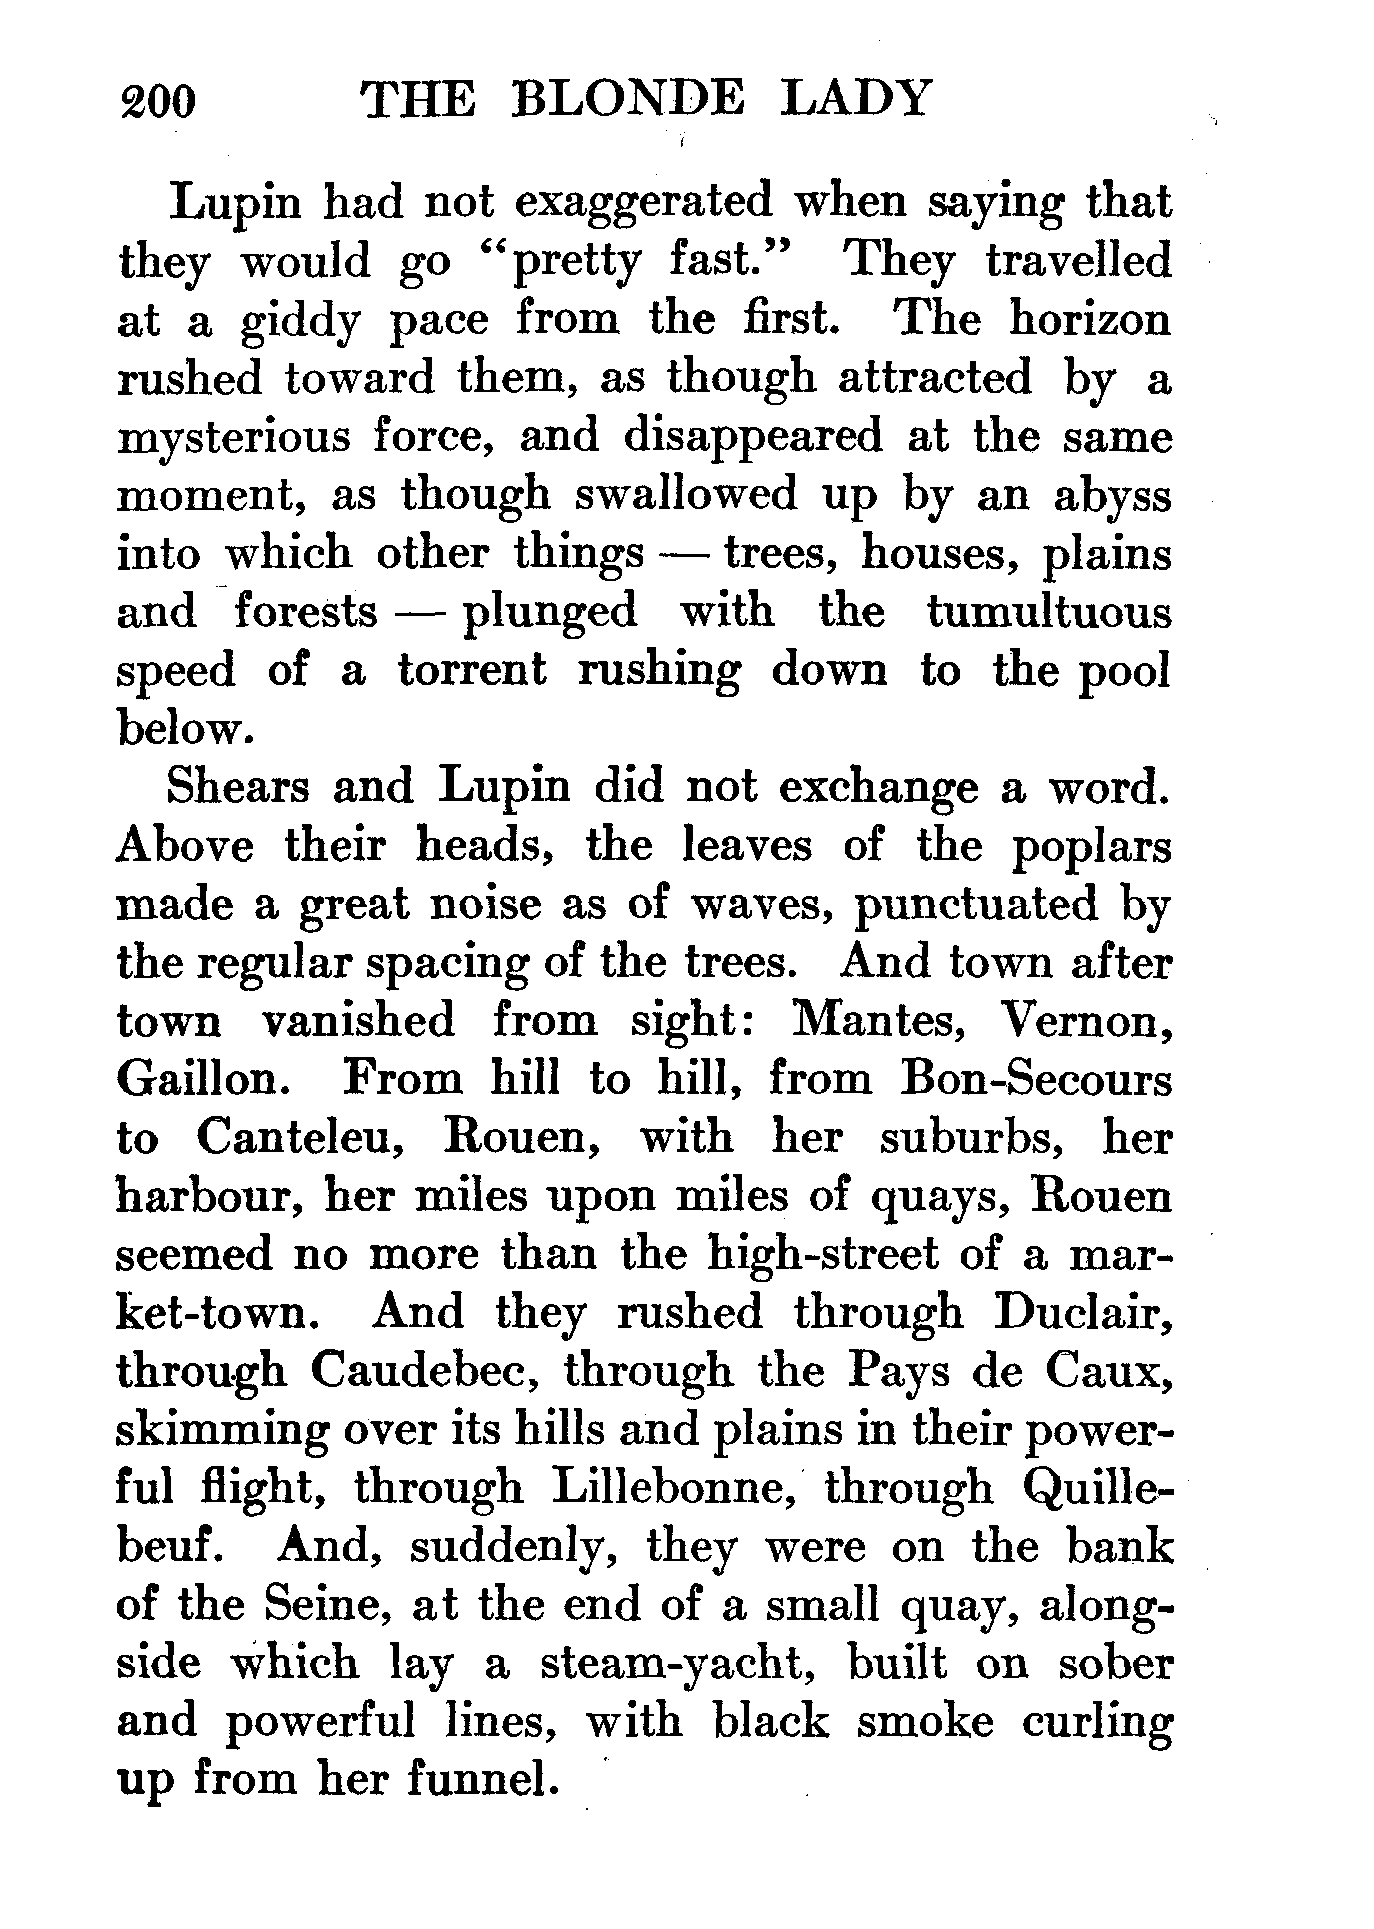 200 THE BLONDE LADY
Lupin had not exaggerated when saying that
they would go “pretty fast.” They travelled
at a giddy pace from the first. The horizon
rushed toward them, as though attracted by a
mysterious force, and disappeared at the same
moment, as though swallowed up by an abyss
into which other things — trees, houses, plains
and forests — plunged with the tumultuous
speed of a torrent rushing down to the pool
below.
Shears and Lupin did not exchange a word.
Above their heads, the leaves of the poplars
made a great noise as of waves, punctuated by
the regular spacing of the trees. And town after
town vanished from sight: Mantes, Vernon,
Gaillon. From hill to hill, from Bon-Secours
to Canteleu, Rouen, with her suburbs, her
harbour, her miles upon miles of quays, Rouen
seemed no more than the high-street of a mar-
ket-town. And they rushed through Duclair,
through Caudebec, through the Pays de Caux,
skimming over its hills and plains in their power-
ful flight, through Lillebonne, through Quille-
beuf. And, suddenly, they were on the bank
of the Seine, at the end of a small quay, along-
side which lay a steam-yacht, built on sober
and powerful lines, with black smoke curling
up from her funnel.